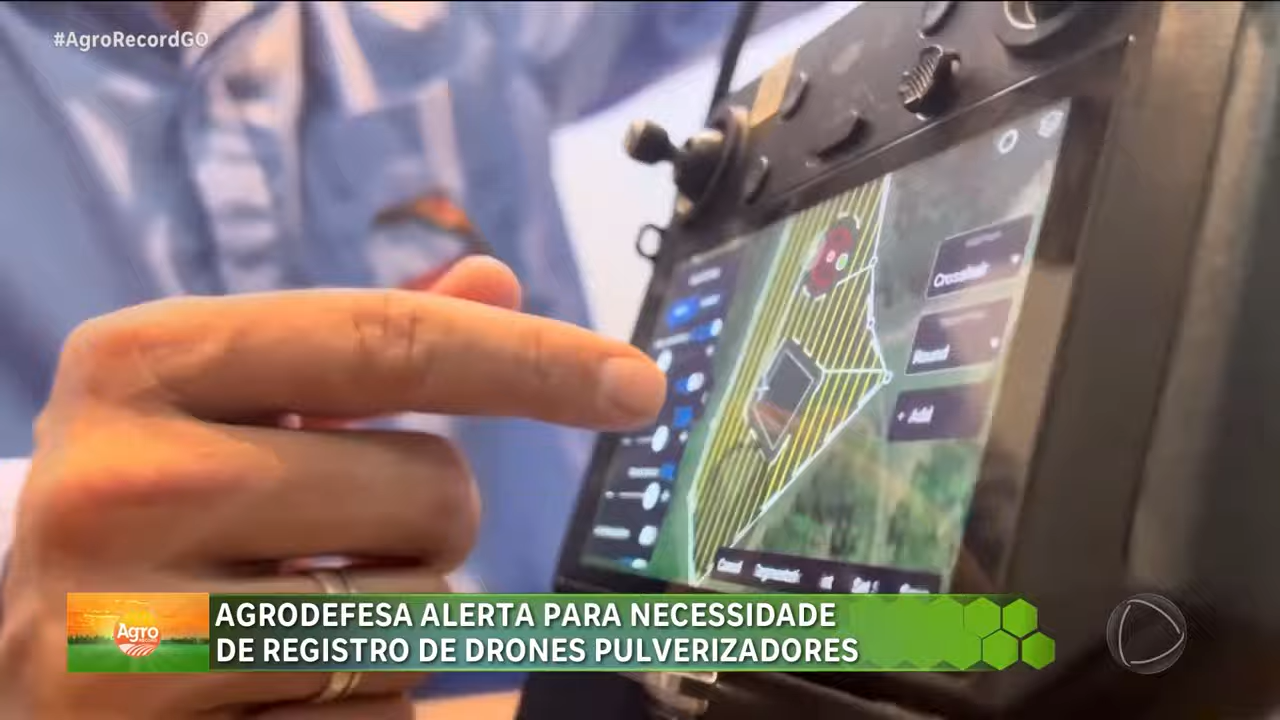 #AgroRecordGO
Crosshair
Round
+ Add
Agro
AGRODEFESA ALERTA PARA NECESSIDADE
DE REGISTRO DE DRONES PULVERIZADORES